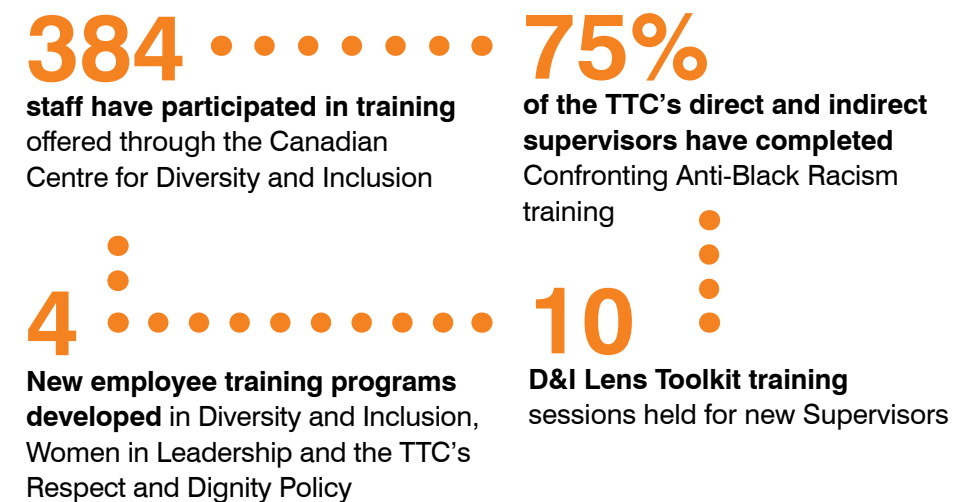 384
staff have participated in training
offered through the Canadian
Centre for Diversity and Inclusion
75%
of the TTC’s direct and indirect
supervisors have completed
Confronting Anti-Black Racism
training
4
New employee training programs
developed in Diversity and Inclusion,
Women in Leadership and the TTC’s
Respect and Dignity Policy
10
D&I Lens Toolkit training
sessions held for new Supervisors